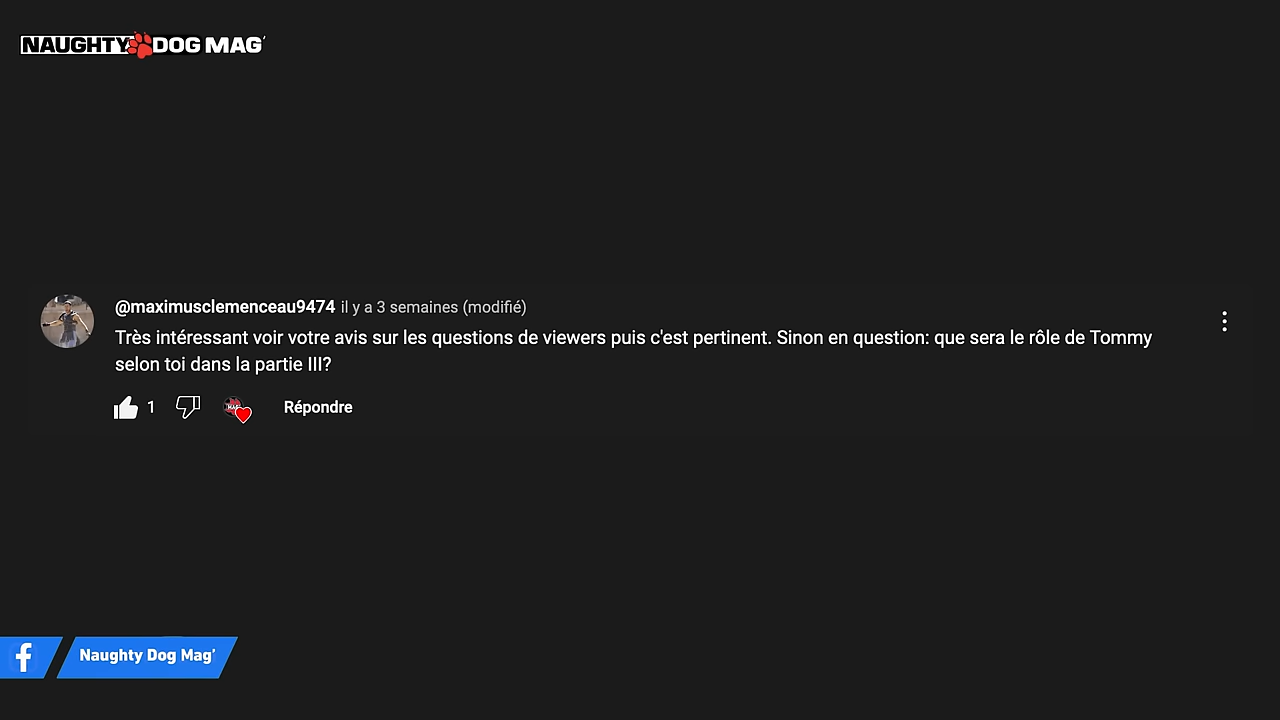 NAUGHTY DOG MAG'
@maximusclemenceau9474 il y a 3 semaines (modifié)
Très intéressant voir votre avis sur les questions de viewers puis c'est pertinent. Sinon en question: que sera le rôle de Tommy
selon toi dans la partie III?
1
MAG'
Répondre
Naughty Dog Mag'